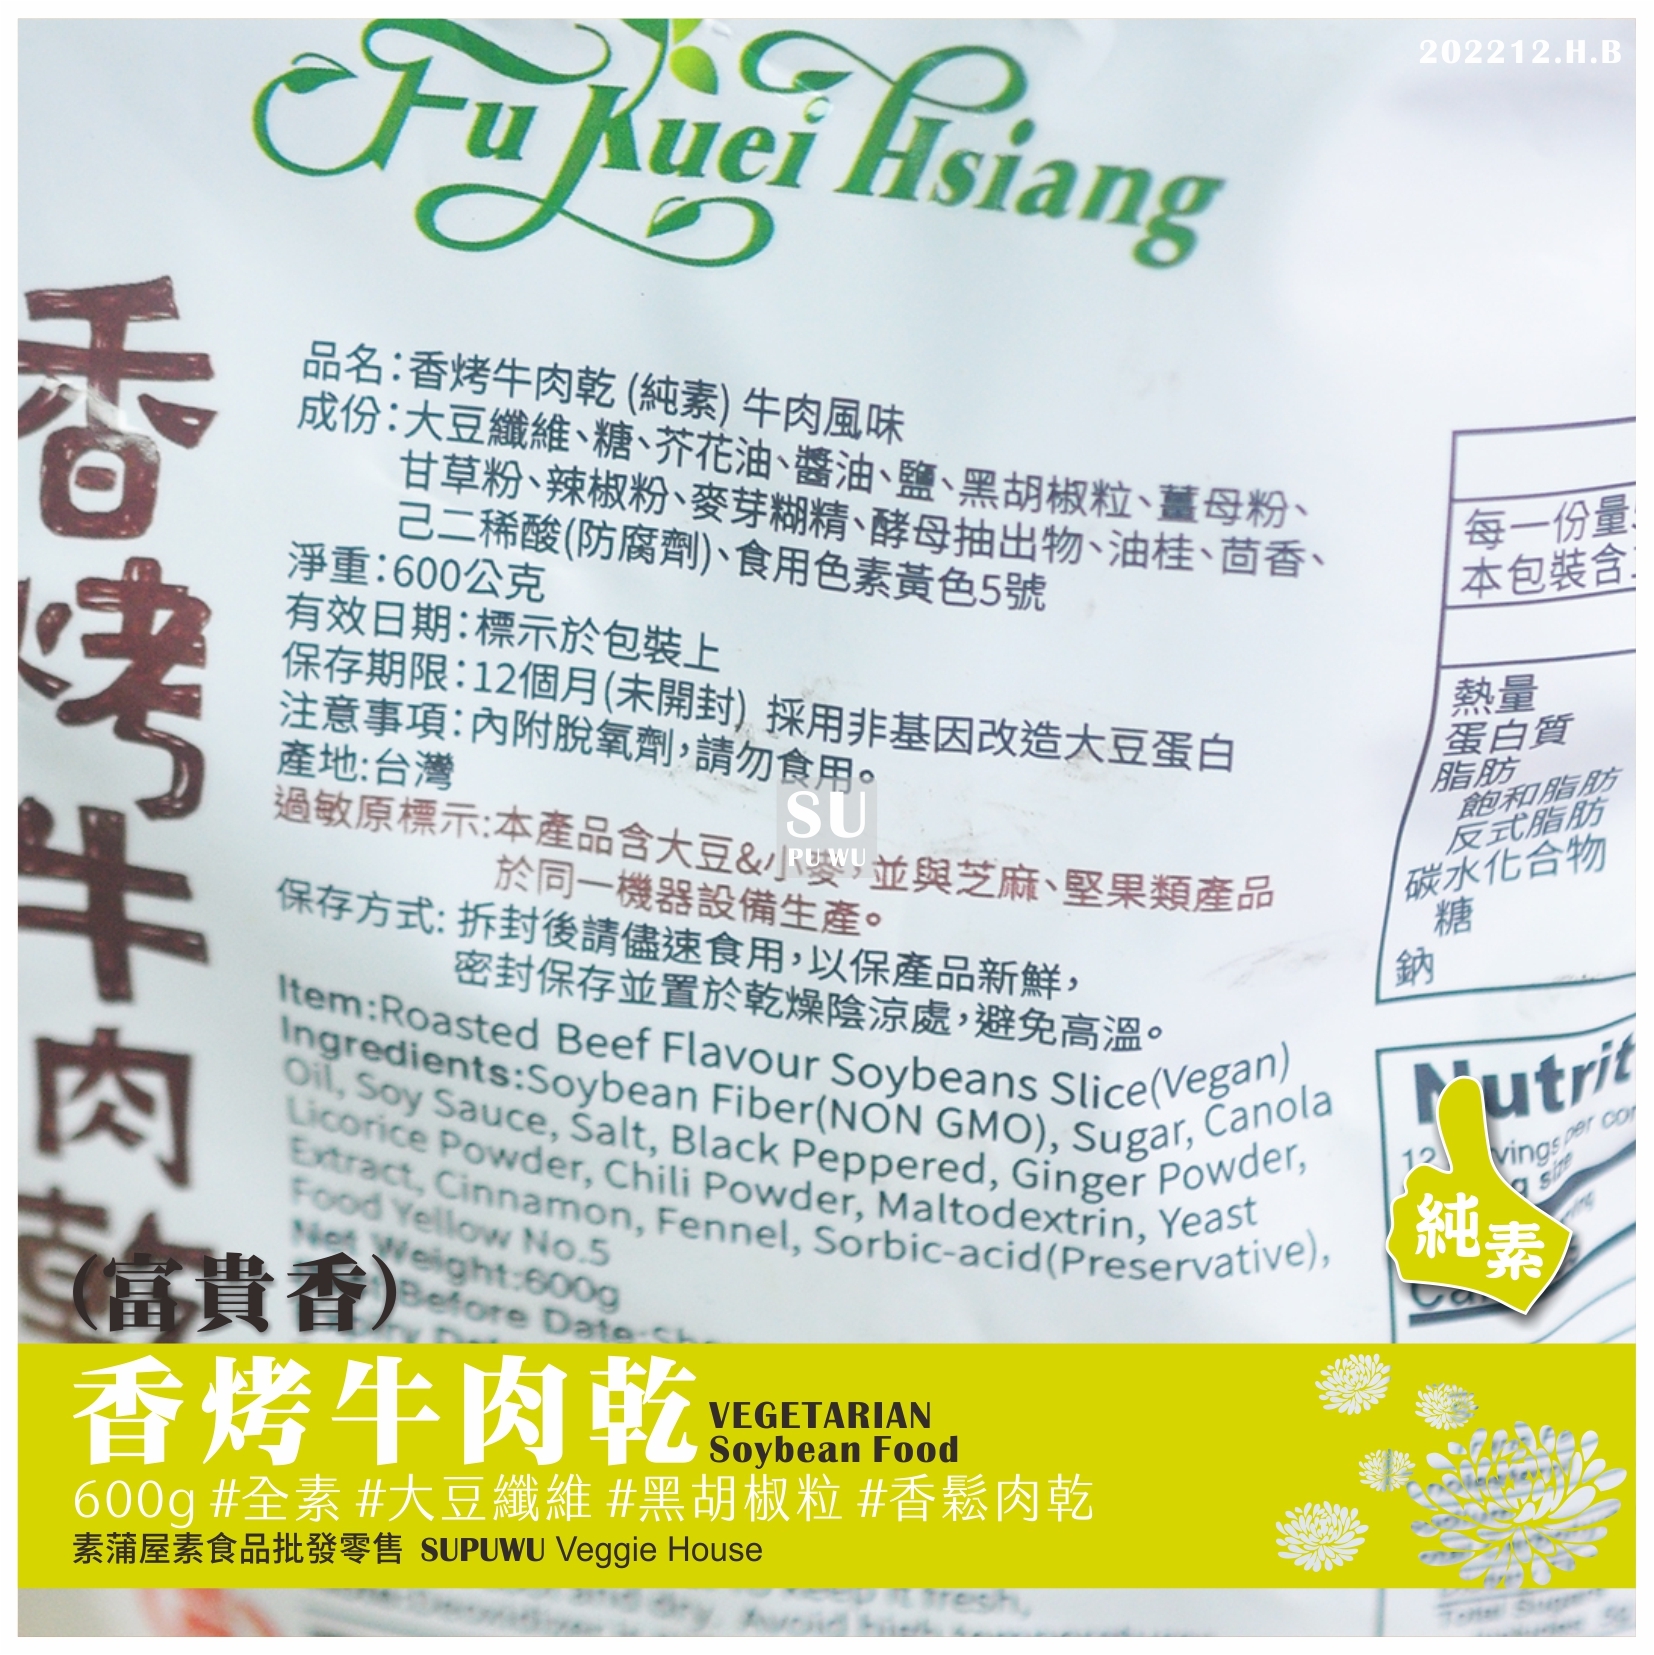 202212.H.B
Fu Kuei Hsiang
香烤牛肉乾
品名：香烤牛肉乾 (純素) 牛肉風味
成份：大豆纖維、糖、芥花油、醬油、鹽、黑胡椒粒、薑母粉、
甘草粉、辣椒粉、麥芽糊精、酵母抽出物、油桂、茴香、
己二稀酸(防腐劑)、食用色素黃色5號
淨重：600公克
有效日期：標示於包裝上
保存期限：12個月(未開封) 採用非基因改造大豆蛋白
注意事項：內附脫氧劑，請勿食用。
產地:台灣
過敏原標示:本產品含大豆&小麥，並與芝麻、堅果類產品
於同一機器設備生產。
保存方式: 拆封後請儘速食用，以保產品新鮮，
密封保存並置於乾燥陰涼處，避免高溫。
Item:Roasted Beef Flavour Soybeans Slice(Vegan)
Ingredients:Soybean Fiber(NON GMO), Sugar, Canola
Oil, Soy Sauce, Salt, Black Peppered, Ginger Powder,
Licorice Powder, Chili Powder, Maltodextrin, Yeast
Extract, Cinnamon, Fennel, Sorbic-acid(Preservative),
Food Yellow No.5
Net Weight:600g
Before Date:
每一份量
本包裝含
熱量
蛋白質
脂肪
飽和脂肪
反式脂肪
碳水化合物
糖
鈉
Nutrit
per
SU
PU WU
純素
(富貴香)
香烤牛肉乾
VEGETARIAN
Soybean Food
600g #全素 #大豆纖維 #黑胡椒粒 #香鬆肉乾
素蒲屋素食品批發零售 SUPUWU Veggie House
keep it fresh,
and dry. Avoid high